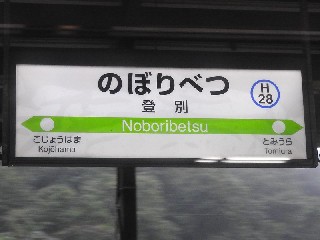 のぼりべつ
H
28
登別
Noboribetsu
こじょうはま
Kojōhama
とみうら
Tomiura